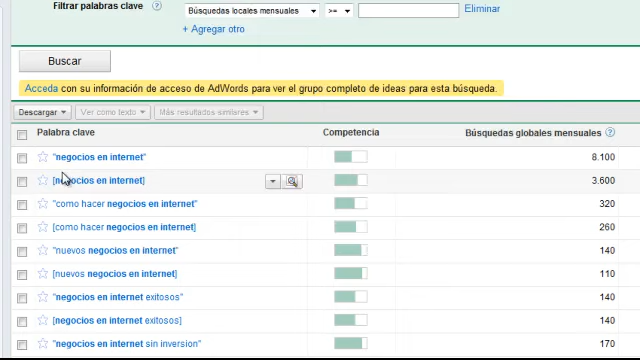 Filtrar palabras clave Búsquedas locales mensuales >= Eliminar
+ Agregar otro
Buscar
Acceda con su información de acceso de AdWords para ver el grupo completo de ideas para esta búsqueda.
Descargar Ver como texto Más resultados similares
Palabra clave Competencia Búsquedas globales mensuales
"negocios en internet" 8.100
[negocios en internet] 3.600
"como hacer negocios en internet" 320
[como hacer negocios en internet] 260
"nuevos negocios en internet" 140
[nuevos negocios en internet] 110
"negocios en internet exitosos" 140
[negocios en internet exitosos] 140
"negocios en internet sin inversion" 170